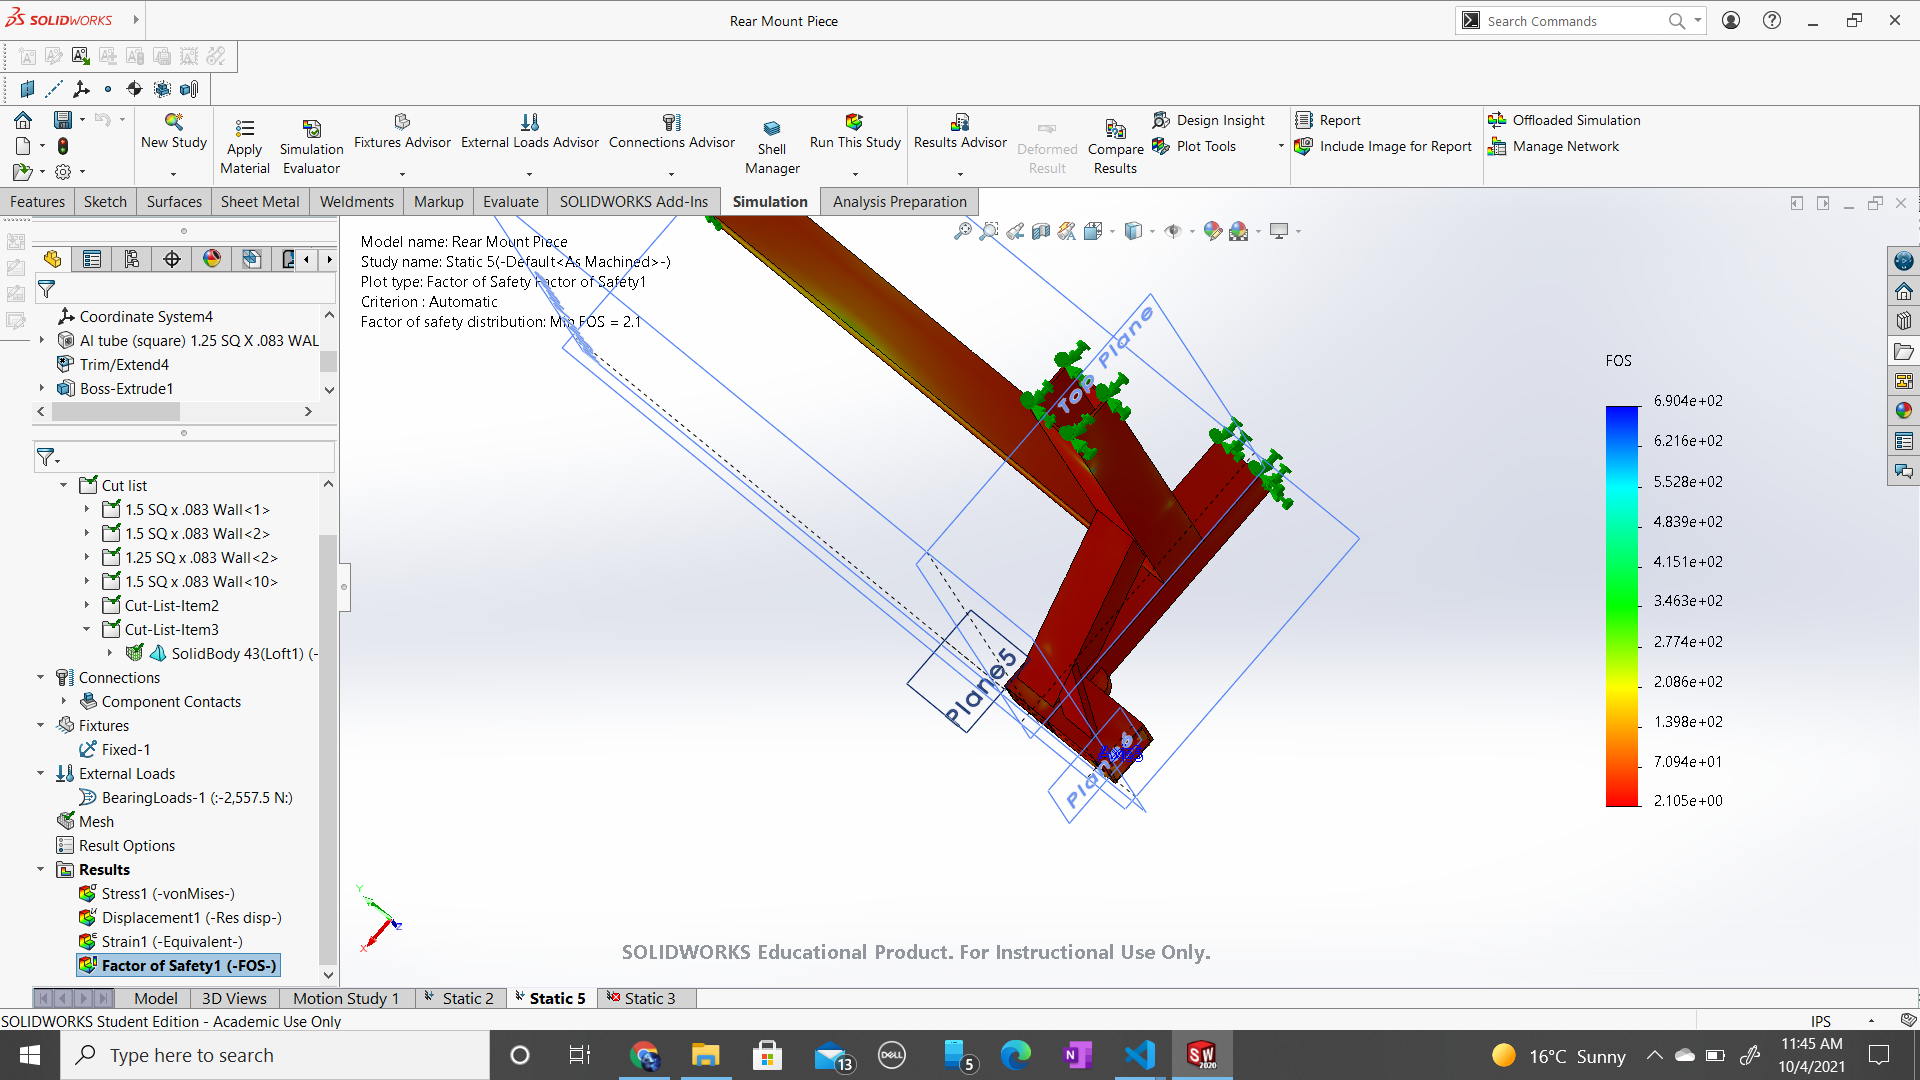 SOLIDWORKS
Rear Mount Piece
Search Commands
New Study
Apply Material
Simulation Evaluator
Fixtures Advisor
External Loads Advisor
Connections Advisor
Shell Manager
Run This Study
Results Advisor
Deformed Result
Compare Results
Design Insight
Plot Tools
Report
Include Image for Report
Offloaded Simulation
Manage Network
Features
Sketch
Surfaces
Sheet Metal
Weldments
Markup
Evaluate
SOLIDWORKS Add-Ins
Simulation
Analysis Preparation
Coordinate System4
Al tube (square) 1.25 SQ X .083 WAL
Trim/Extend4
Boss-Extrude1
Cut list
1.5 SQ x .083 Wall<1>
1.5 SQ x .083 Wall<2>
1.25 SQ x .083 Wall<2>
1.5 SQ x .083 Wall<10>
Cut-List-Item2
Cut-List-Item3
SolidBody 43(Loft1) (-
Connections
Component Contacts
Fixtures
Fixed-1
External Loads
BearingLoads-1 (:-2,557.5 N:)
Mesh
Result Options
Results
Stress1 (-vonMises-)
Displacement1 (-Res disp-)
Strain1 (-Equivalent-)
Factor of Safety1 (-FOS-)
Model name: Rear Mount Piece
Study name: Static 5(-Default<As Machined>-)
Plot type: Factor of Safety Factor of Safety1
Criterion : Automatic
Factor of safety distribution: Min FOS = 2.1
Top Plane
Plane5
FOS
6.904e+02
6.216e+02
5.528e+02
4.839e+02
4.151e+02
3.463e+02
2.774e+02
2.086e+02
1.398e+02
7.094e+01
2.105e+00
Y
X
Z
SOLIDWORKS Educational Product. For Instructional Use Only.
Model
3D Views
Motion Study 1
Static 2
Static 5
Static 3
SOLIDWORKS Student Edition - Academic Use Only
IPS
Type here to search
13
DELL
5
SW
2020
16°C Sunny
11:45 AM
10/4/2021